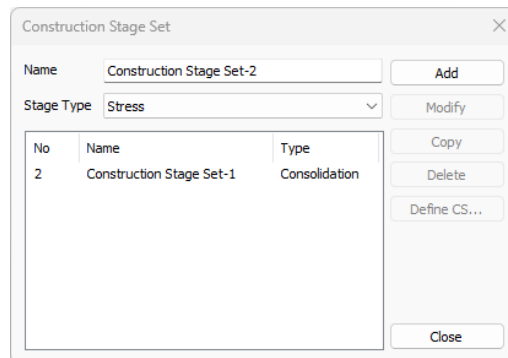 Construction Stage Set
Name Construction Stage Set-2 Add
Stage Type Stress Modify
No Name Type Copy
2 Construction Stage Set-1 Consolidation Delete
Define CS...
Close